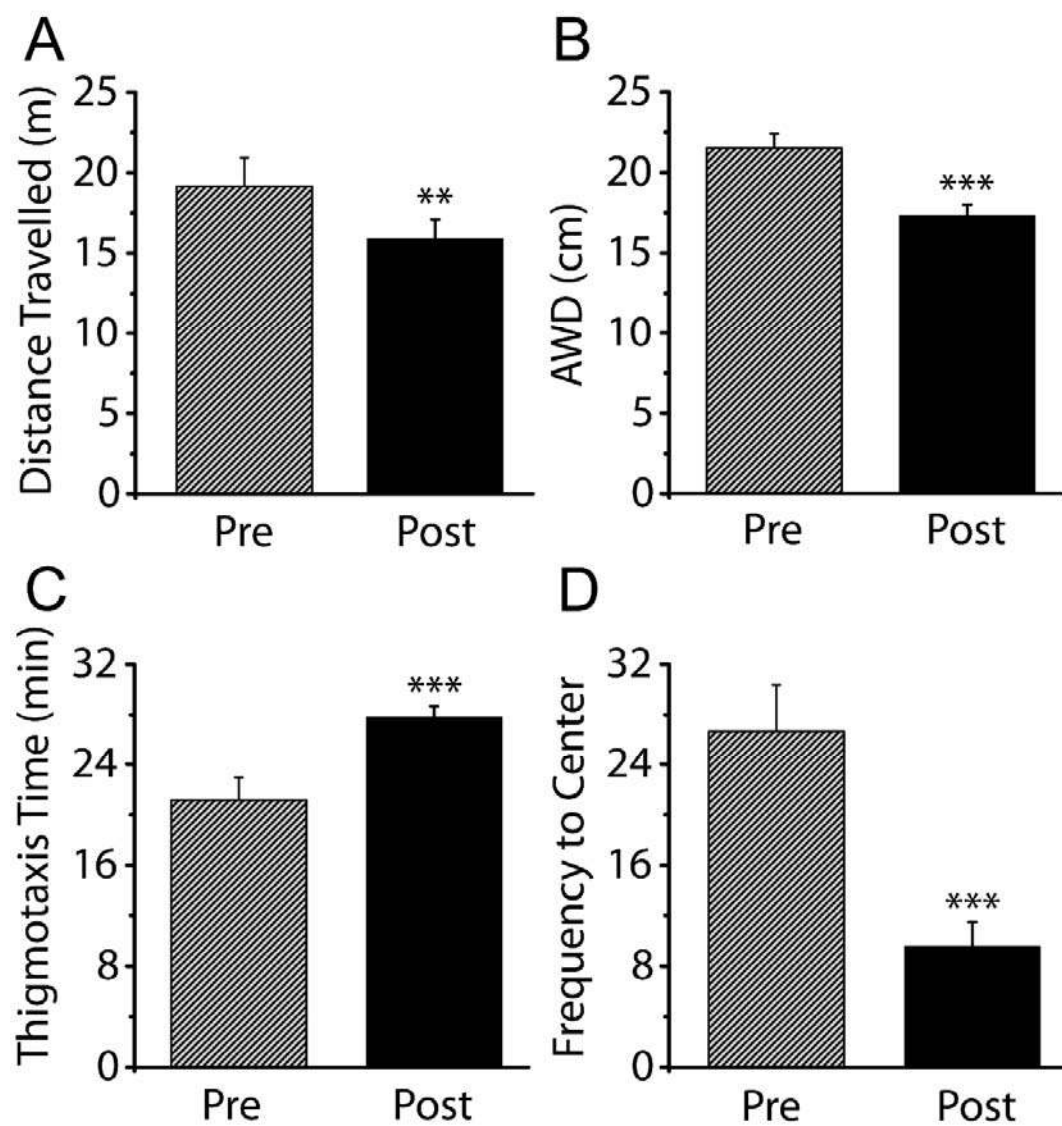 A
Distance Travelled (m)
25
20
15
10
5
0
**
Pre Post
B
AWD (cm)
25
20
15
10
5
0
***
Pre Post
C
Thigmotaxis Time (min)
32
24
16
8
0
***
Pre Post
D
Frequency to Center
32
24
16
8
0
***
Pre Post